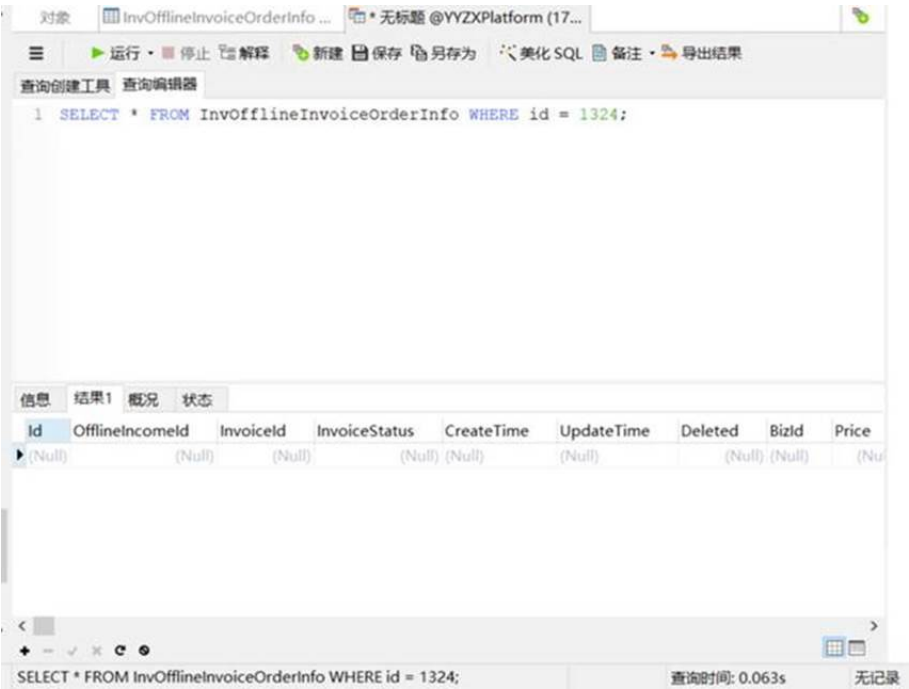 对象 InvOfflineInvoiceOrderInfo ... * 无标题 @YYZXPlatform (17...
运行 停止 解释 新建 保存 另存为 美化 SQL 备注 导出结果
查询创建工具 查询编辑器
1 SELECT * FROM InvOfflineInvoiceOrderInfo WHERE id = 1324;
信息 结果1 概况 状态
Id OfflineIncomeId InvoiceId InvoiceStatus CreateTime UpdateTime Deleted BizId Price
(Null) (Null) (Null) (Null) (Null) (Null) (Null) (Null) (Nu
SELECT * FROM InvOfflineInvoiceOrderInfo WHERE id = 1324; 查询时间: 0.063s 无记录